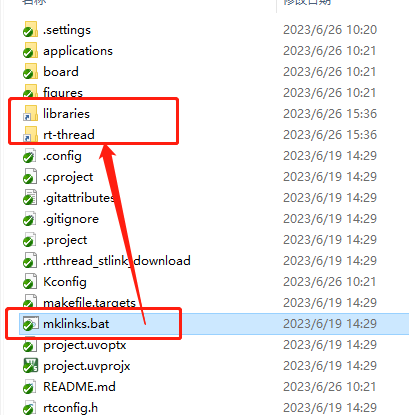 名称
修改日期
.settings 2023/6/26 10:20
applications 2023/6/26 10:21
board 2023/6/26 10:21
figures 2023/6/26 10:21
libraries 2023/6/26 15:36
rt-thread 2023/6/26 15:36
.config 2023/6/19 14:29
.cproject 2023/6/19 14:29
.gitattributes 2023/6/19 14:29
.gitignore 2023/6/19 14:29
.project 2023/6/19 14:29
.rtthread_stlink_download 2023/6/19 14:29
Kconfig 2023/6/26 10:21
makefile.targets 2023/6/19 14:29
mklinks.bat 2023/6/19 14:29
project.uvoptx 2023/6/19 14:29
project.uvprojx 2023/6/19 14:29
README.md 2023/6/26 10:21
rtconfig.h 2023/6/19 14:29